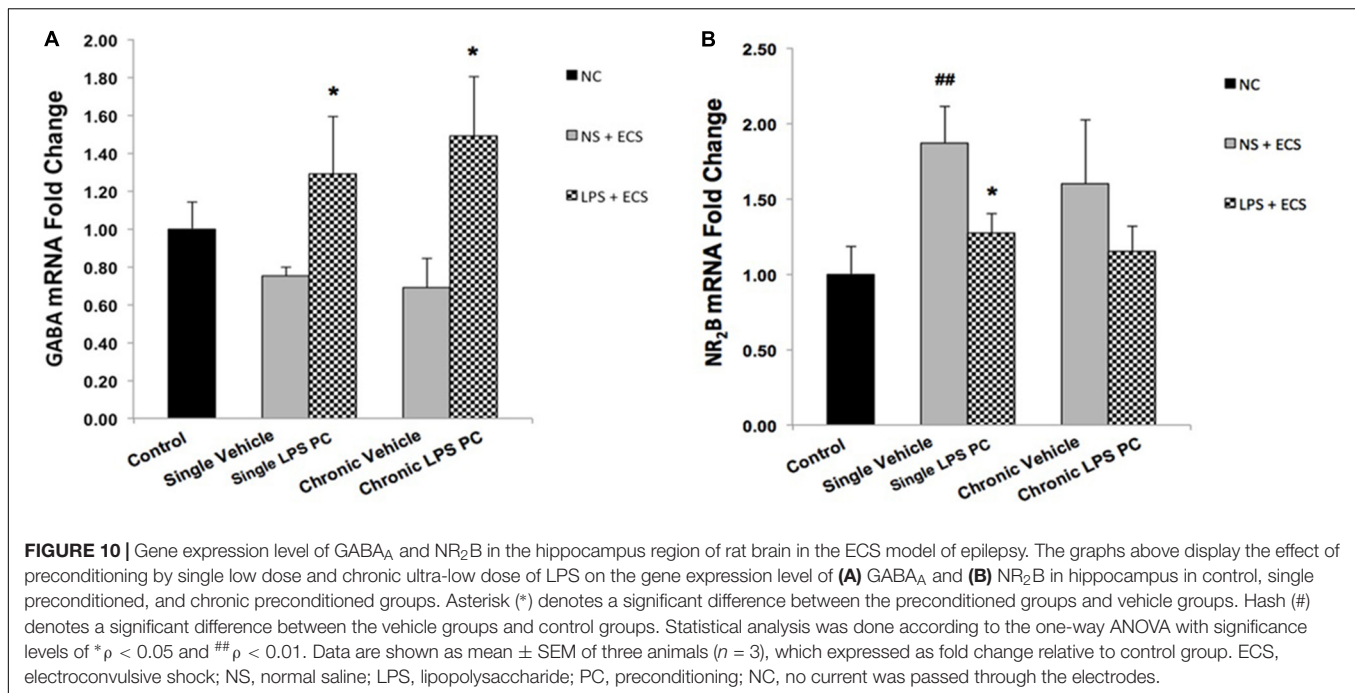 A
GABA mRNA Fold Change
2.00
1.80
1.60
1.40
1.20
1.00
0.80
0.60
0.40
0.20
0.00
*
*
Control
Single Vehicle
Single LPS PC
Chronic Vehicle
Chronic LPS PC
NC
NS + ECS
LPS + ECS
B
NR₂B mRNA Fold Change
2.50
2.00
1.50
1.00
0.50
0.00
##
*
Control
Single Vehicle
Single LPS PC
Chronic Vehicle
Chronic LPS PC
NC
NS + ECS
LPS + ECS
FIGURE 10 | Gene expression level of GABA_A and NR₂B in the hippocampus region of rat brain in the ECS model of epilepsy. The graphs above display the effect of
preconditioning by single low dose and chronic ultra-low dose of LPS on the gene expression level of (A) GABA_A and (B) NR₂B in hippocampus in control, single
preconditioned, and chronic preconditioned groups. Asterisk (*) denotes a significant difference between the preconditioned groups and vehicle groups. Hash (#)
denotes a significant difference between the vehicle groups and control groups. Statistical analysis was done according to the one-way ANOVA with significance
levels of *ρ < 0.05 and ##ρ < 0.01. Data are shown as mean ± SEM of three animals (n = 3), which expressed as fold change relative to control group. ECS,
electroconvulsive shock; NS, normal saline; LPS, lipopolysaccharide; PC, preconditioning; NC, no current was passed through the electrodes.